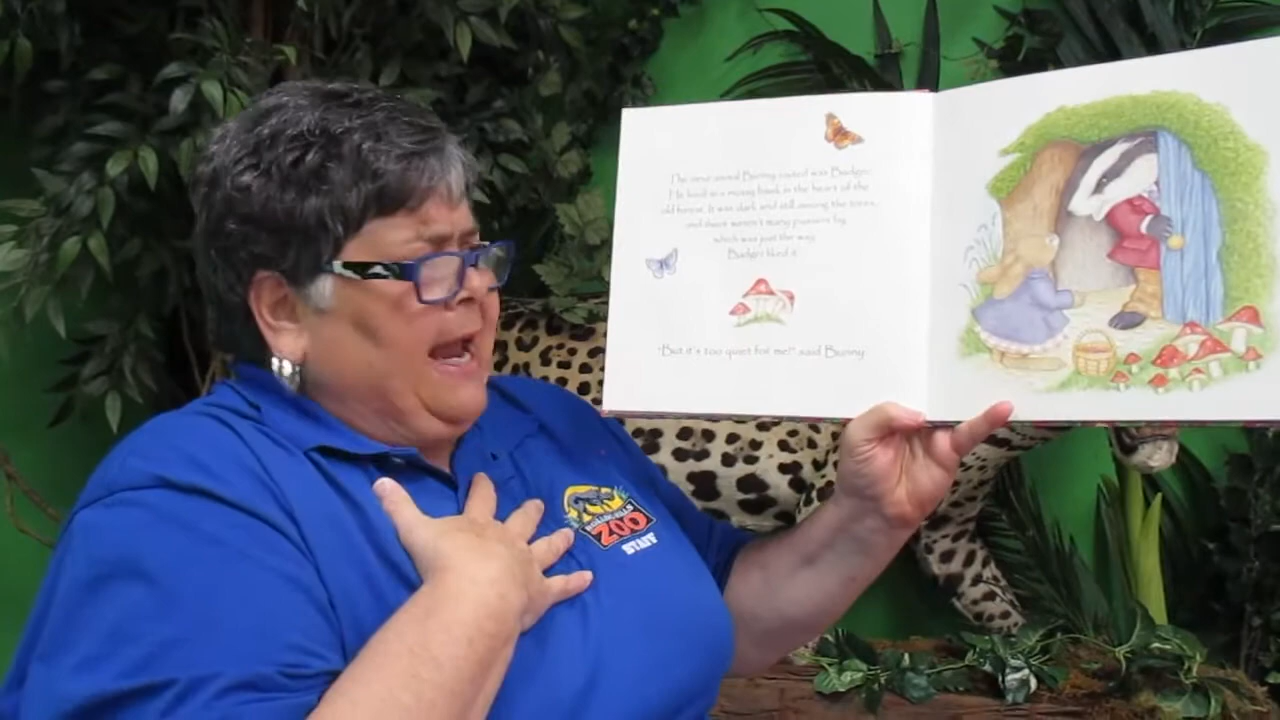 The next animal Bunny visited was Badger.
He lived in a mossy bank in the heart of the
old forest. It was dark and still among the trees,
and there weren't many passers by,
which was just the way
Badger liked it.
"But it's too quiet for me!" said Bunny.
ROLLING HILLS
ZOO
STAFF